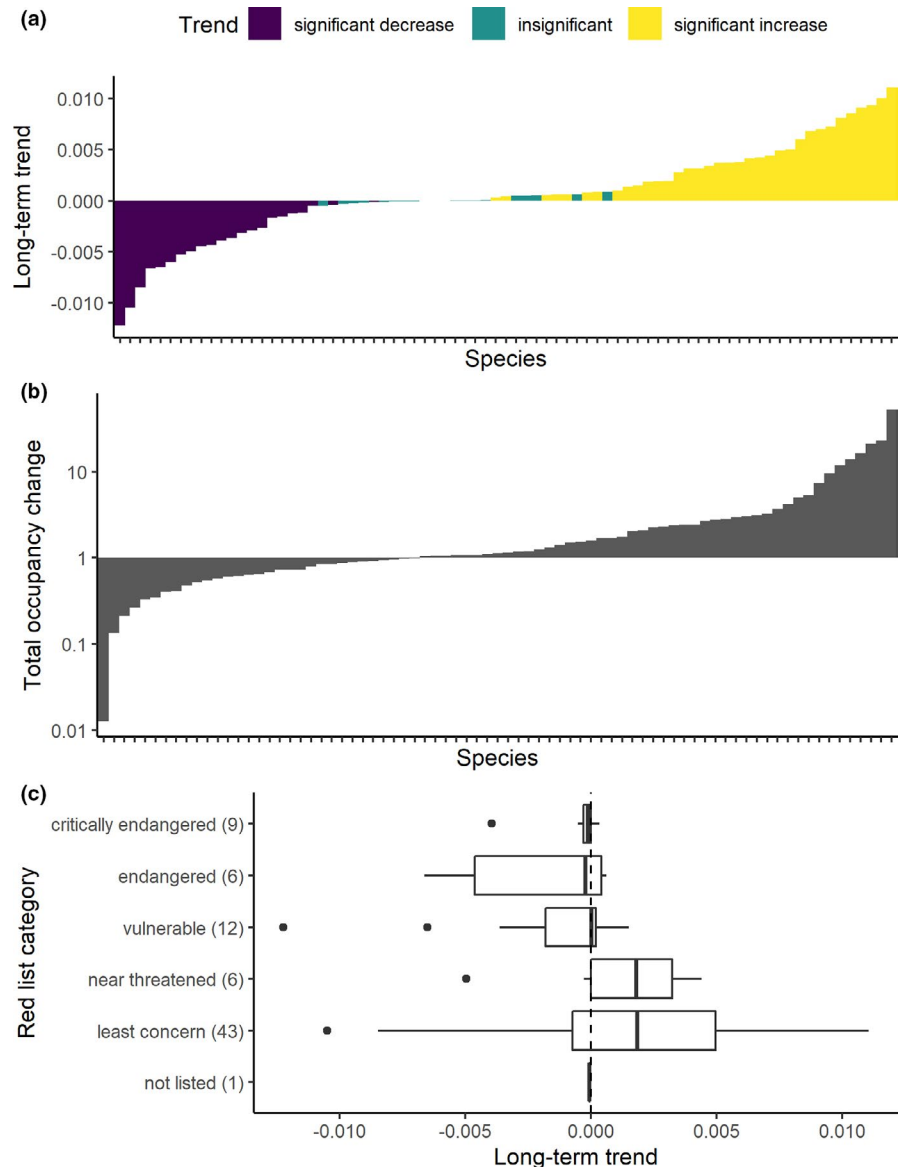 (a)
Trend significant decrease insignificant significant increase
Long-term trend
0.010
0.005
0.000
-0.005
-0.010
Species
(b)
Total occupancy change
10
1
0.1
0.01
Species
(c)
Red list category
critically endangered (9)
endangered (6)
vulnerable (12)
near threatened (6)
least concern (43)
not listed (1)
-0.010 -0.005 0.000 0.005 0.010
Long-term trend